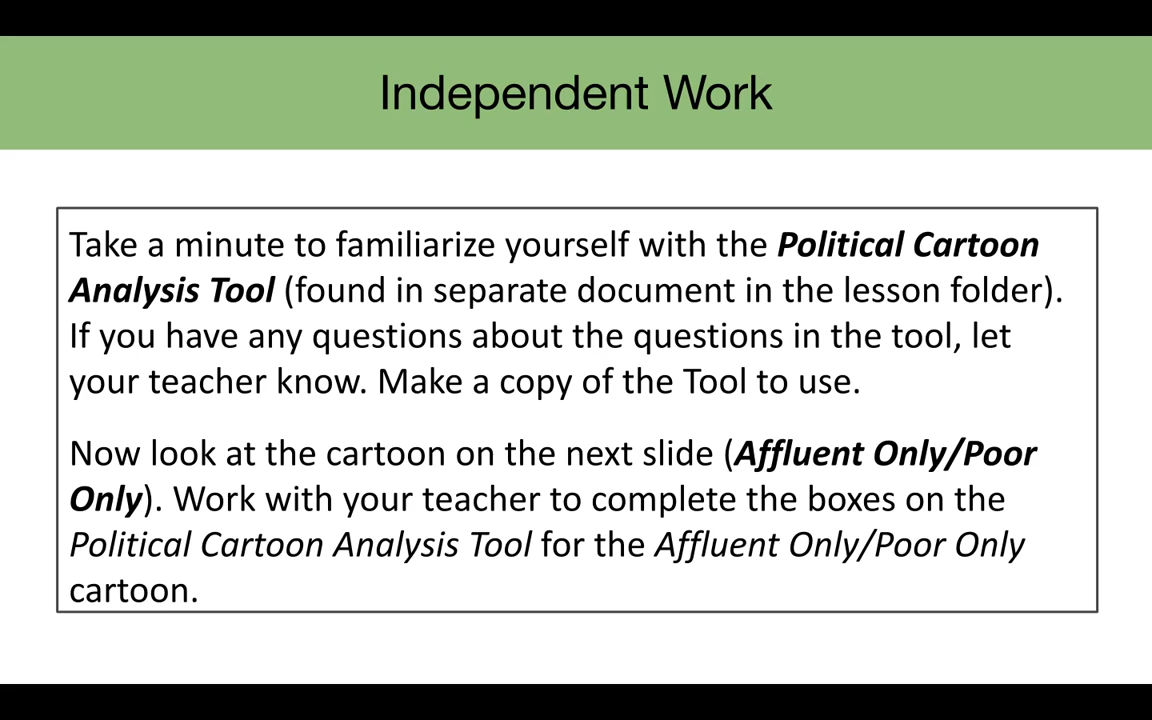 Independent Work
Take a minute to familiarize yourself with the Political Cartoon
Analysis Tool (found in separate document in the lesson folder).
If you have any questions about the questions in the tool, let
your teacher know. Make a copy of the Tool to use.
Now look at the cartoon on the next slide (Affluent Only/Poor
Only). Work with your teacher to complete the boxes on the
Political Cartoon Analysis Tool for the Affluent Only/Poor Only
cartoon.